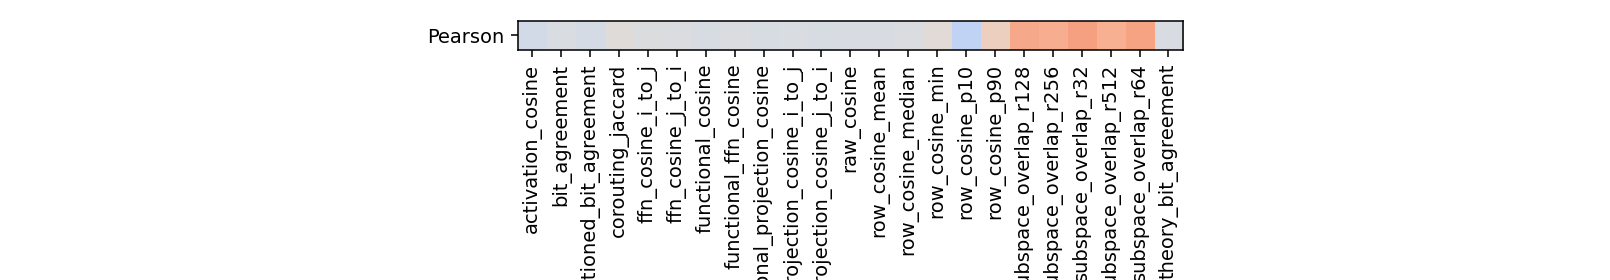 Pearson
activation_cosine
bit_agreement
tioned_bit_agreement
corouting_jaccard
ffn_cosine_i_to_j
ffn_cosine_j_to_i
functional_cosine
functional_ffn_cosine
onal_projection_cosine
rojection_cosine_i_to_j
rojection_cosine_j_to_i
raw_cosine
row_cosine_mean
row_cosine_median
row_cosine_min
row_cosine_p10
row_cosine_p90
ubspace_overlap_r128
ubspace_overlap_r256
subspace_overlap_r32
ubspace_overlap_r512
subspace_overlap_r64
theory_bit_agreement